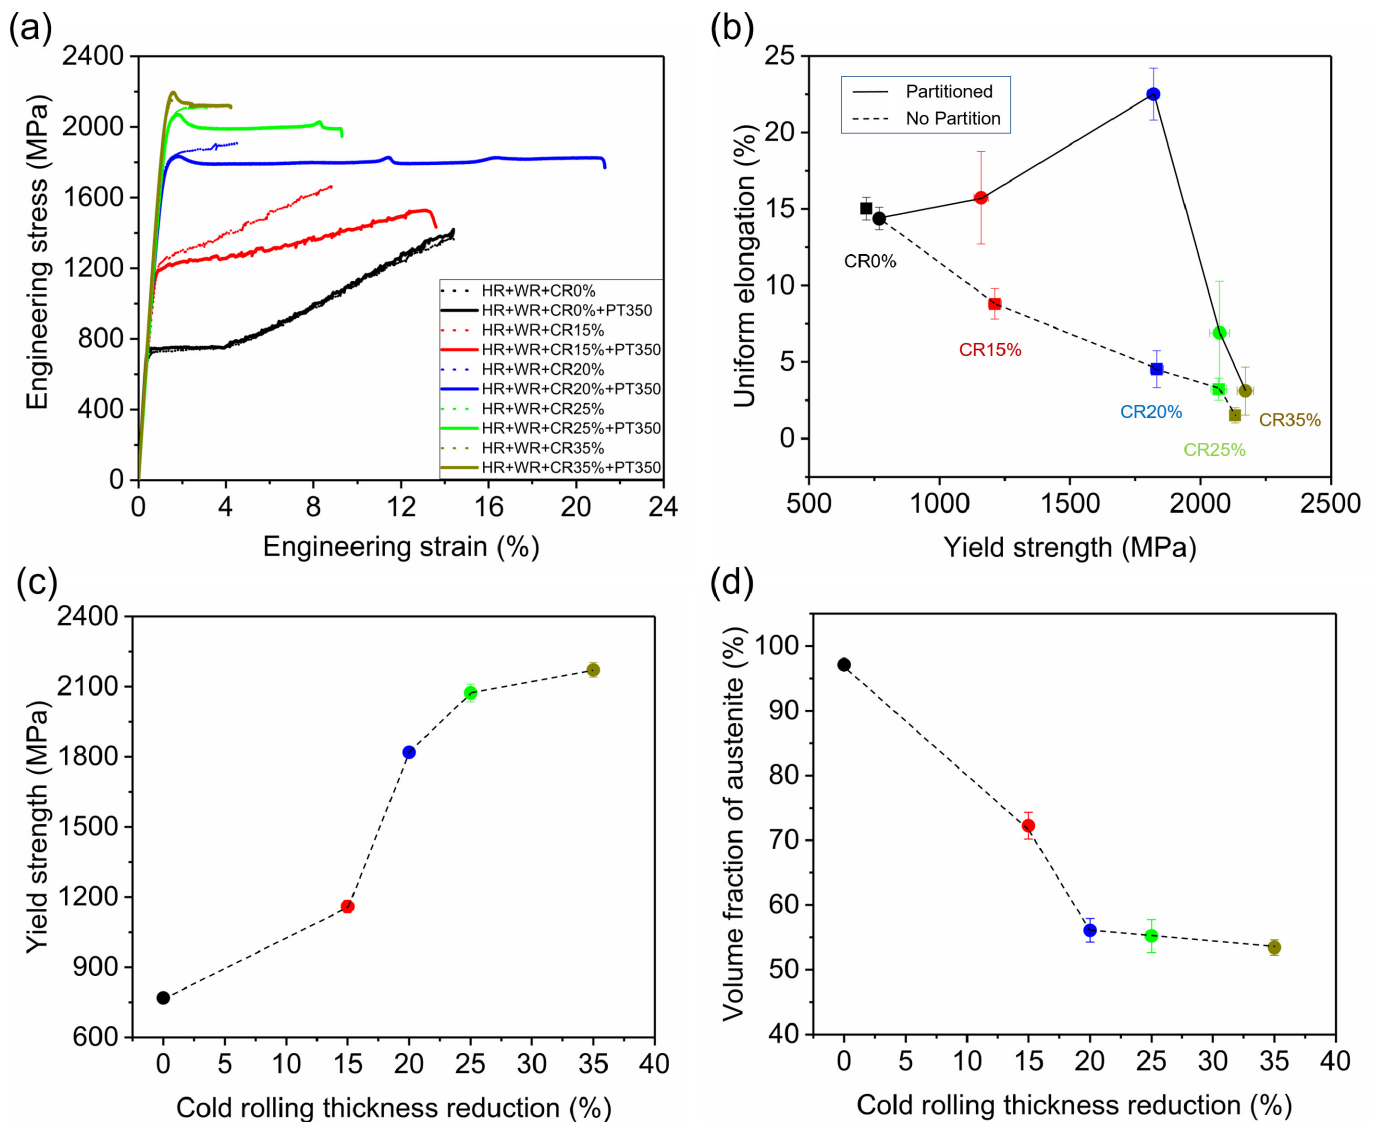 (a)
2400
2000
1600
1200
800
400
0
Engineering stress (MPa)
HR+WR+CR0%
HR+WR+CR0%+PT350
HR+WR+CR15%
HR+WR+CR15%+PT350
HR+WR+CR20%
HR+WR+CR20%+PT350
HR+WR+CR25%
HR+WR+CR25%+PT350
HR+WR+CR35%
HR+WR+CR35%+PT350
0 4 8 12 16 20 24
Engineering strain (%)
(b)
25
20
15
10
5
0
Uniform elongation (%)
Partitioned
No Partition
CR0%
CR15%
CR20%
CR25%
CR35%
500 1000 1500 2000 2500
Yield strength (MPa)
(c)
2400
2100
1800
1500
1200
900
600
Yield strength (MPa)
0 5 10 15 20 25 30 35 40
Cold rolling thickness reduction (%)
(d)
100
90
80
70
60
50
40
Volume fraction of austenite (%)
0 5 10 15 20 25 30 35 40
Cold rolling thickness reduction (%)